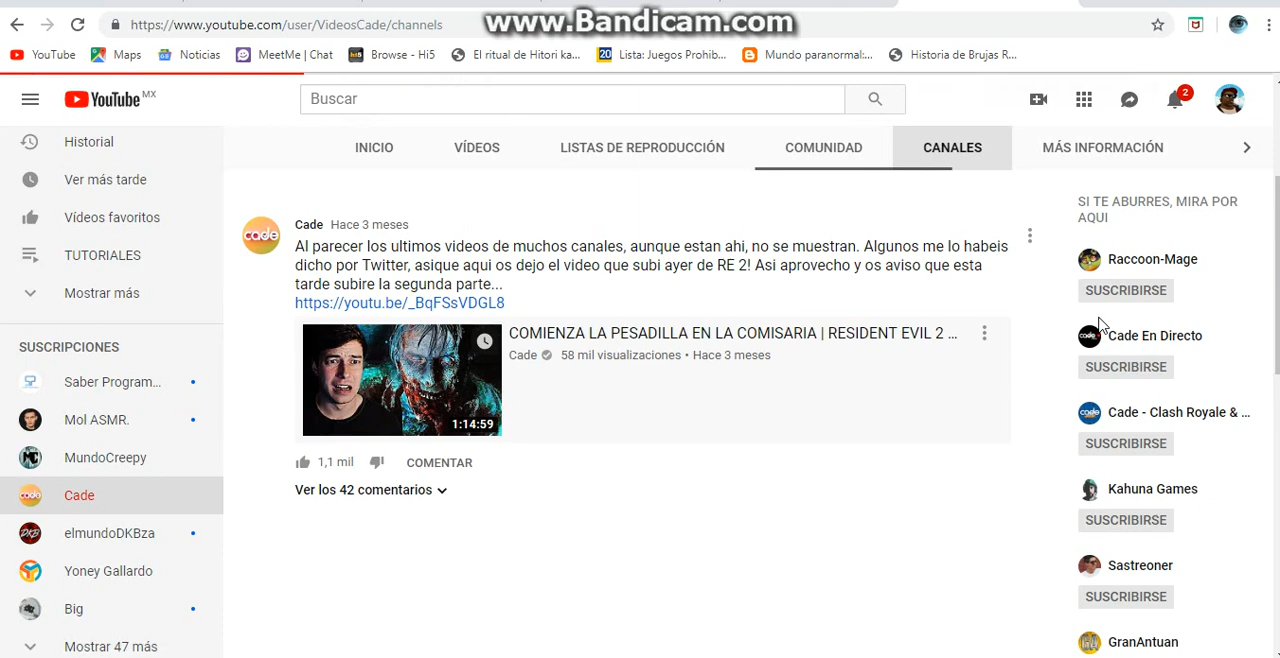 https://www.youtube.com/user/VideosCade/channels
www.Bandicam.com
YouTube
Maps
Noticias
MeetMe | Chat
hi5
Browse - Hi5
El ritual de Hitori ka...
20
Lista: Juegos Prohib...
Mundo paranormal:...
Historia de Brujas R...
YouTube MX
Buscar
2
Historial
Ver más tarde
Vídeos favoritos
TUTORIALES
Mostrar más
SUSCRIPCIONES
Saber Program...
Mol ASMR.
MundoCreepy
Cade
elmundoDKBza
Yoney Gallardo
Big
Mostrar 47 más
INICIO
VÍDEOS
LISTAS DE REPRODUCCIÓN
COMUNIDAD
CANALES
MÁS INFORMACIÓN
cade
Cade Hace 3 meses
Al parecer los ultimos videos de muchos canales, aunque estan ahi, no se muestran. Algunos me lo habeis
dicho por Twitter, asique aqui os dejo el video que subi ayer de RE 2! Asi aprovecho y os aviso que esta
tarde subire la segunda parte...
https://youtu.be/_BqFSsVDGL8
1:14:59
COMIENZA LA PESADILLA EN LA COMISARIA | RESIDENT EVIL 2 ...
Cade 58 mil visualizaciones • Hace 3 meses
1,1 mil
COMENTAR
Ver los 42 comentarios
SI TE ABURRES, MIRA POR
AQUI
Raccoon-Mage
SUSCRIBIRSE
Cade En Directo
SUSCRIBIRSE
Cade - Clash Royale & ...
SUSCRIBIRSE
Kahuna Games
SUSCRIBIRSE
Sastreoner
SUSCRIBIRSE
GranAntuan